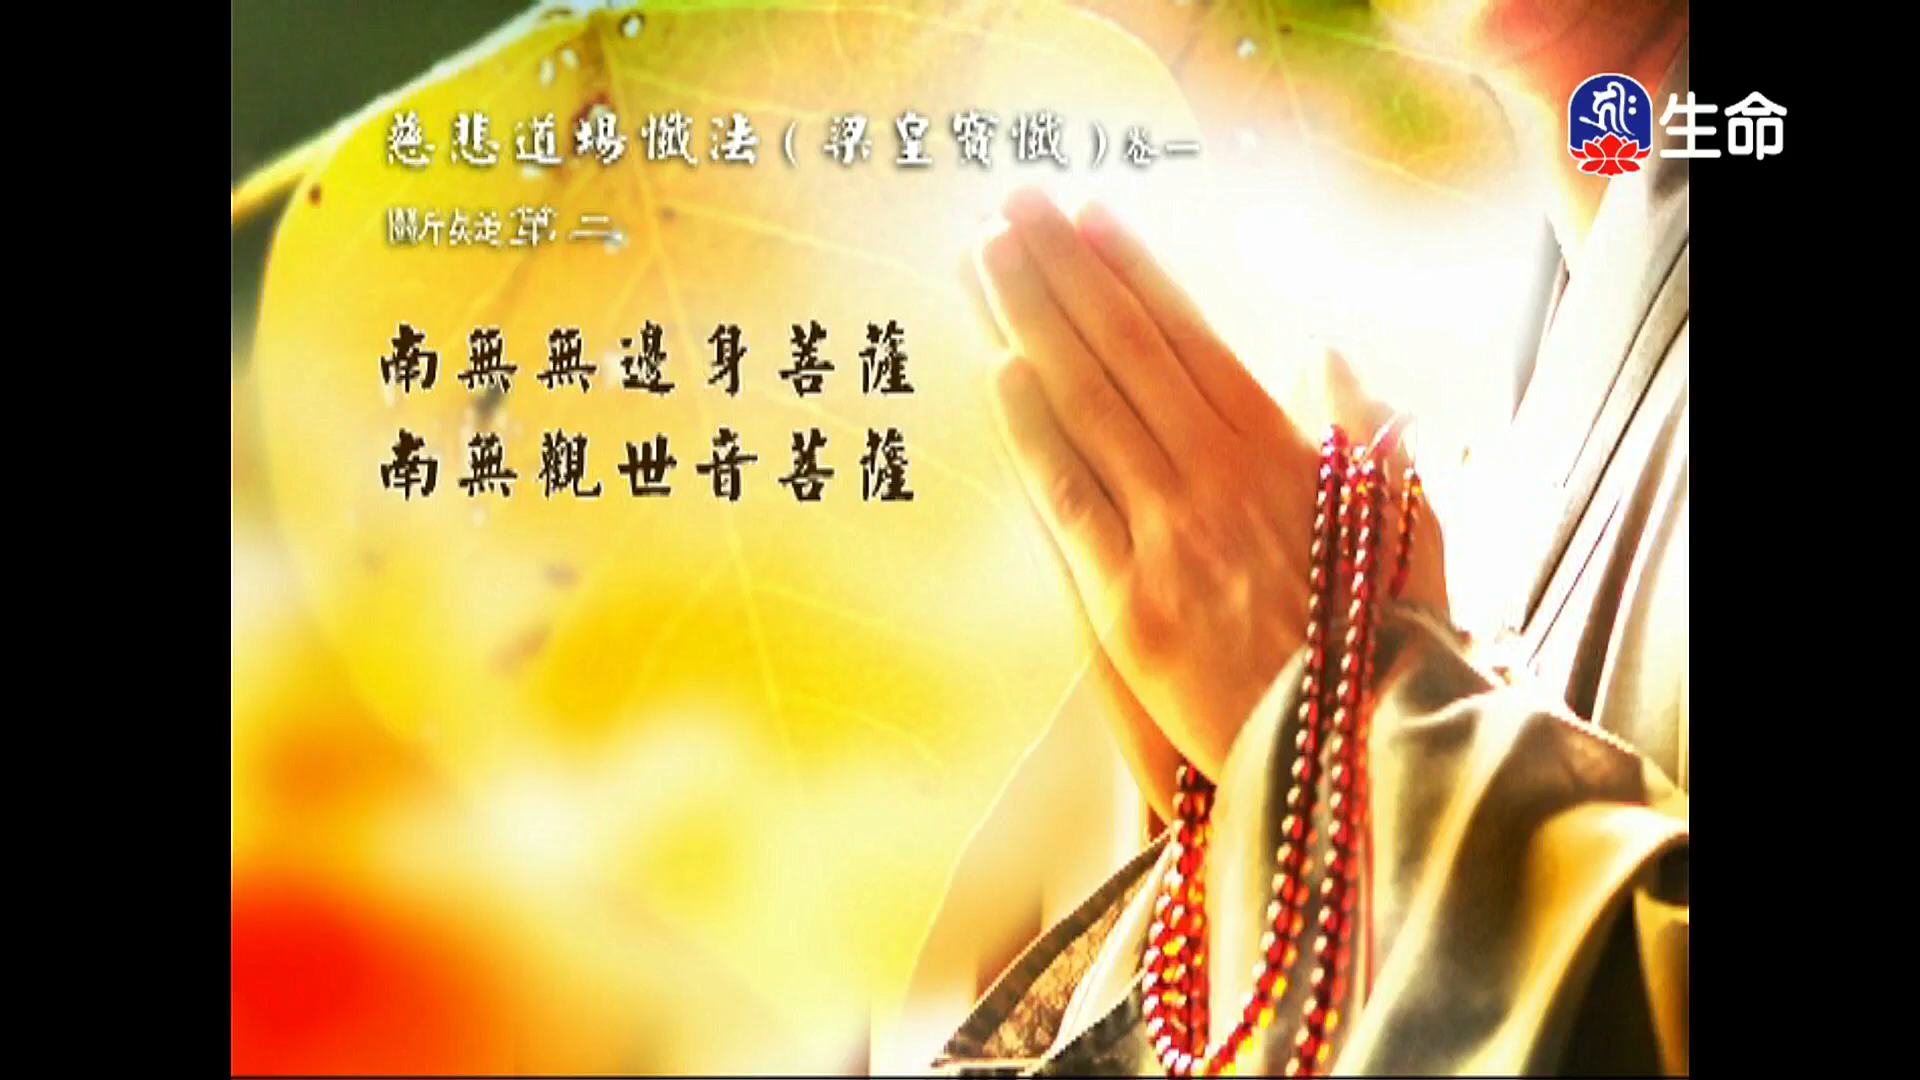 慈悲道場懺法(梁皇寶懺)卷一
斷疑第二
南無無邊身菩薩
南無觀世音菩薩
生命